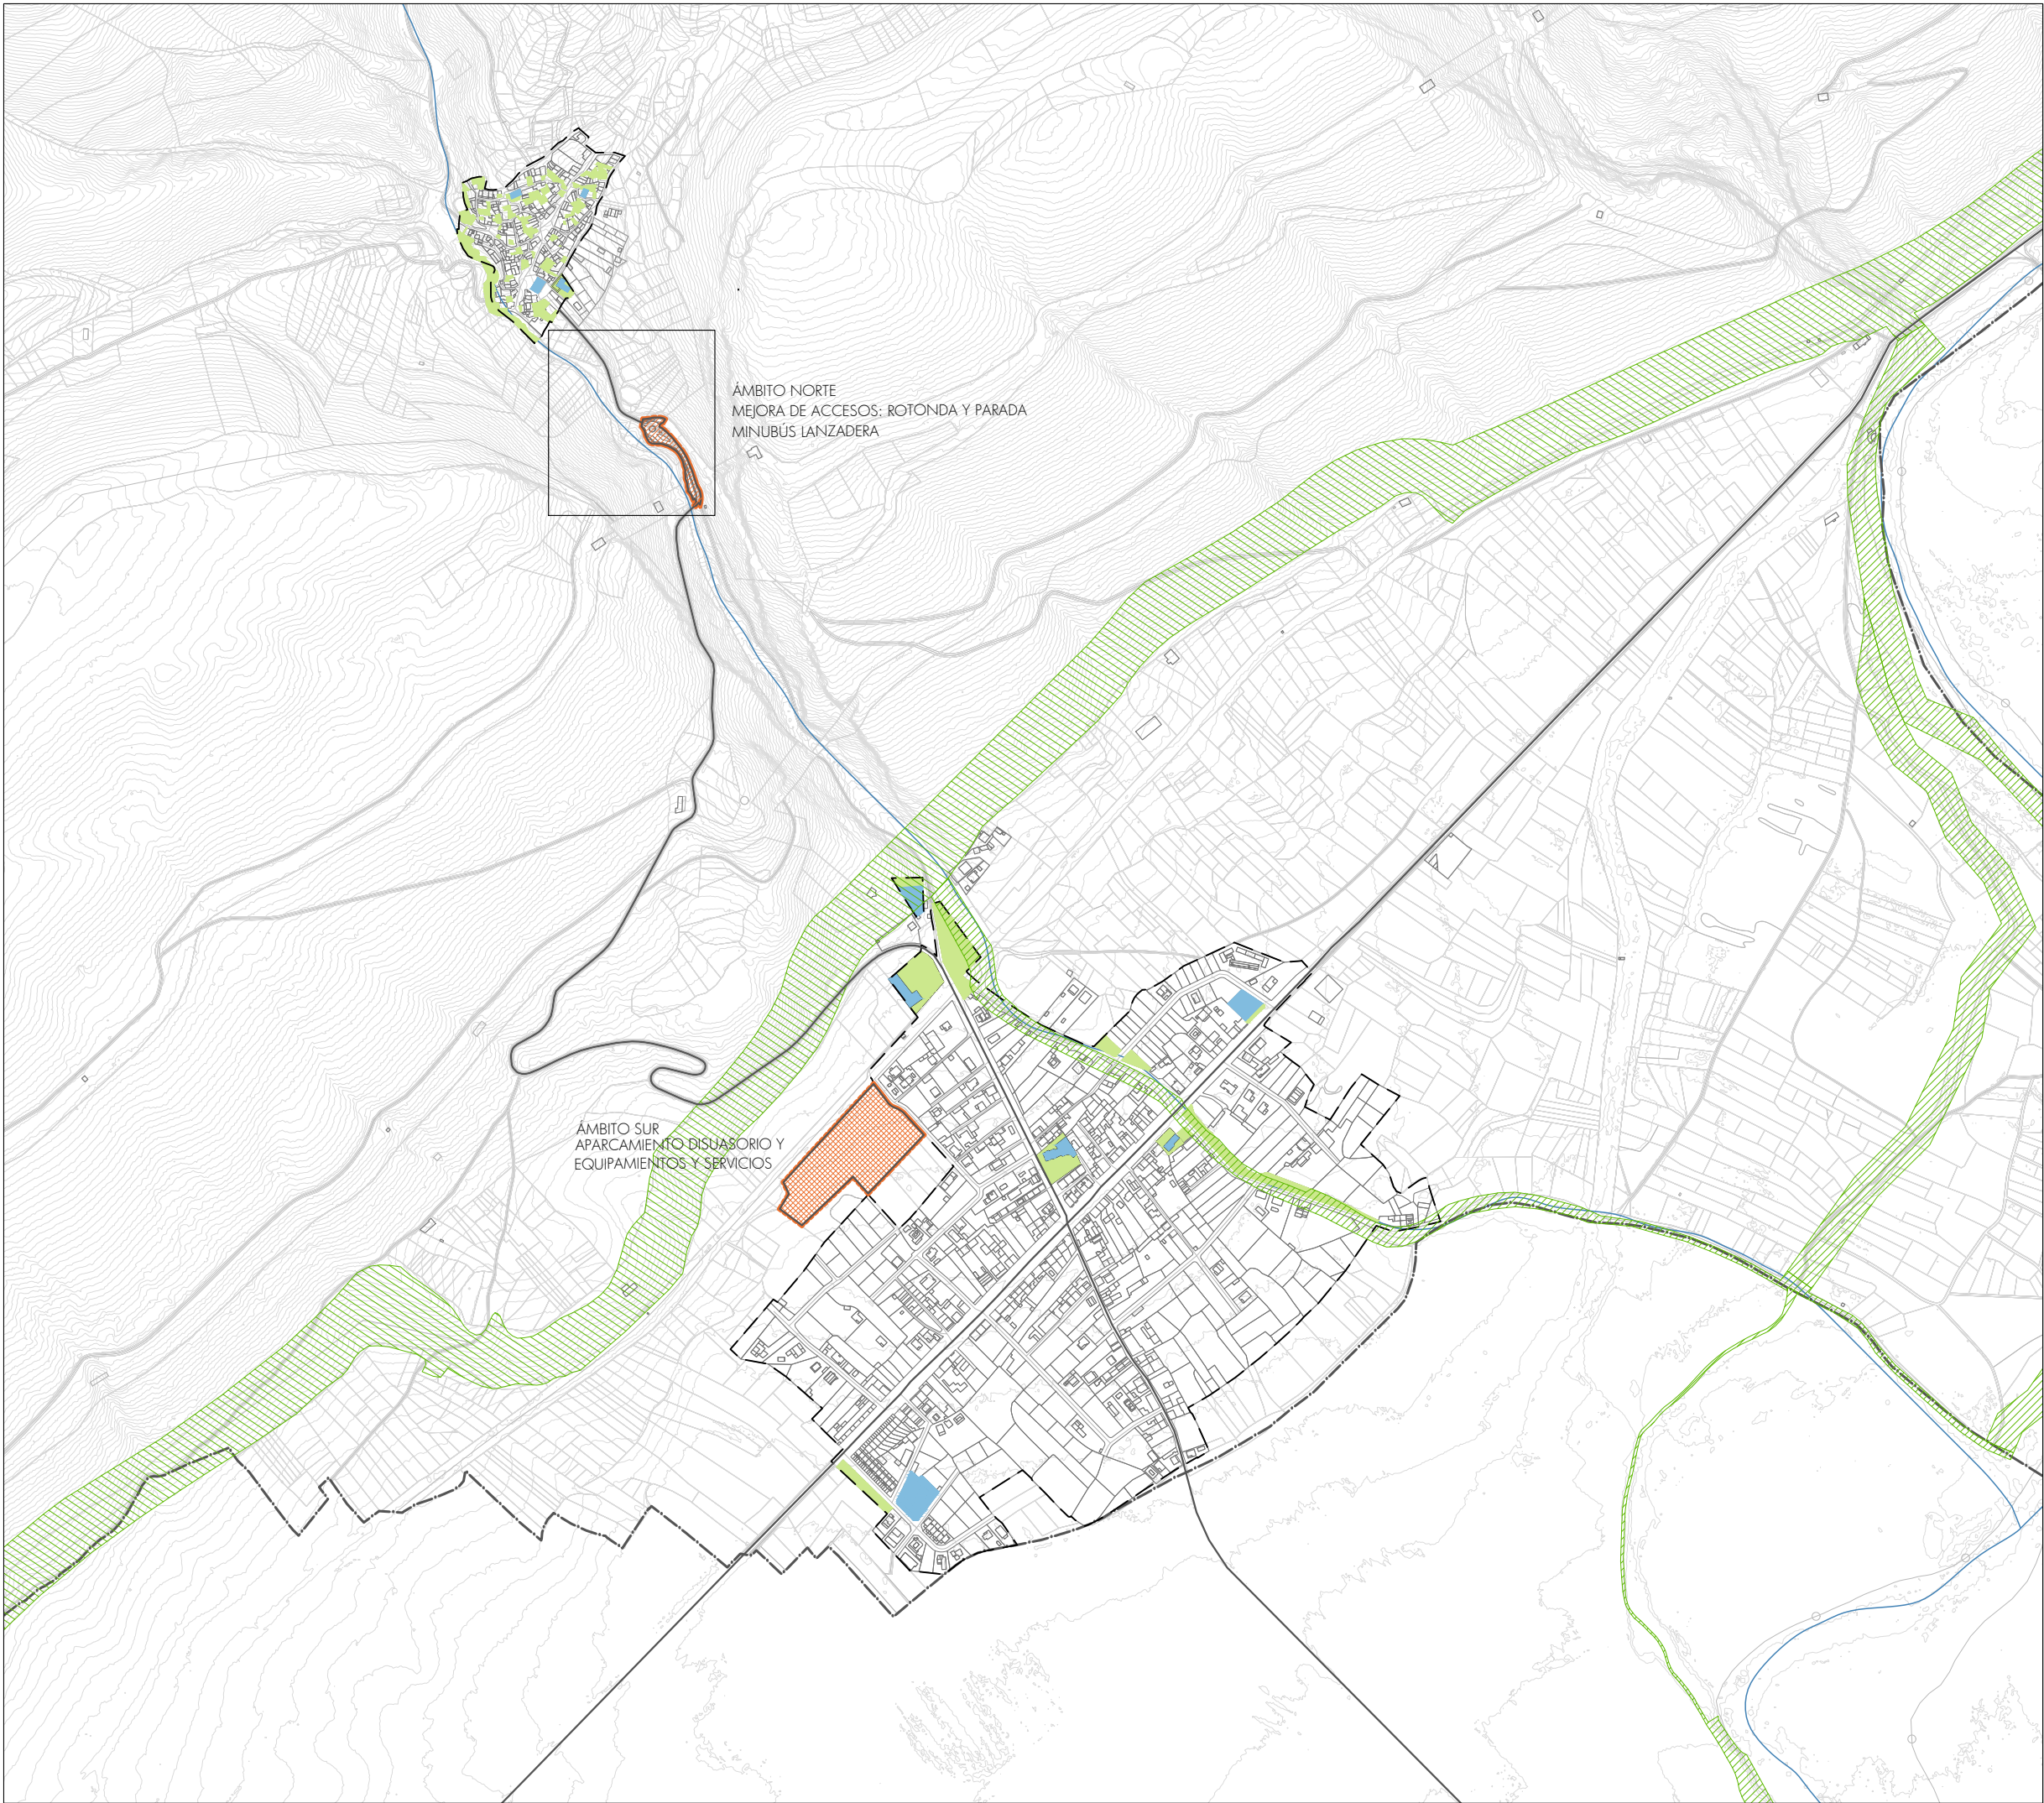 ÁMBITO NORTE
MEJORA DE ACCESOS: ROTONDA Y PARADA
MINUBÚS LANZADERA
ÁMBITO SUR
APARCAMIENTO DISUASORIO Y
EQUIPAMIENTOS Y SERVICIOS